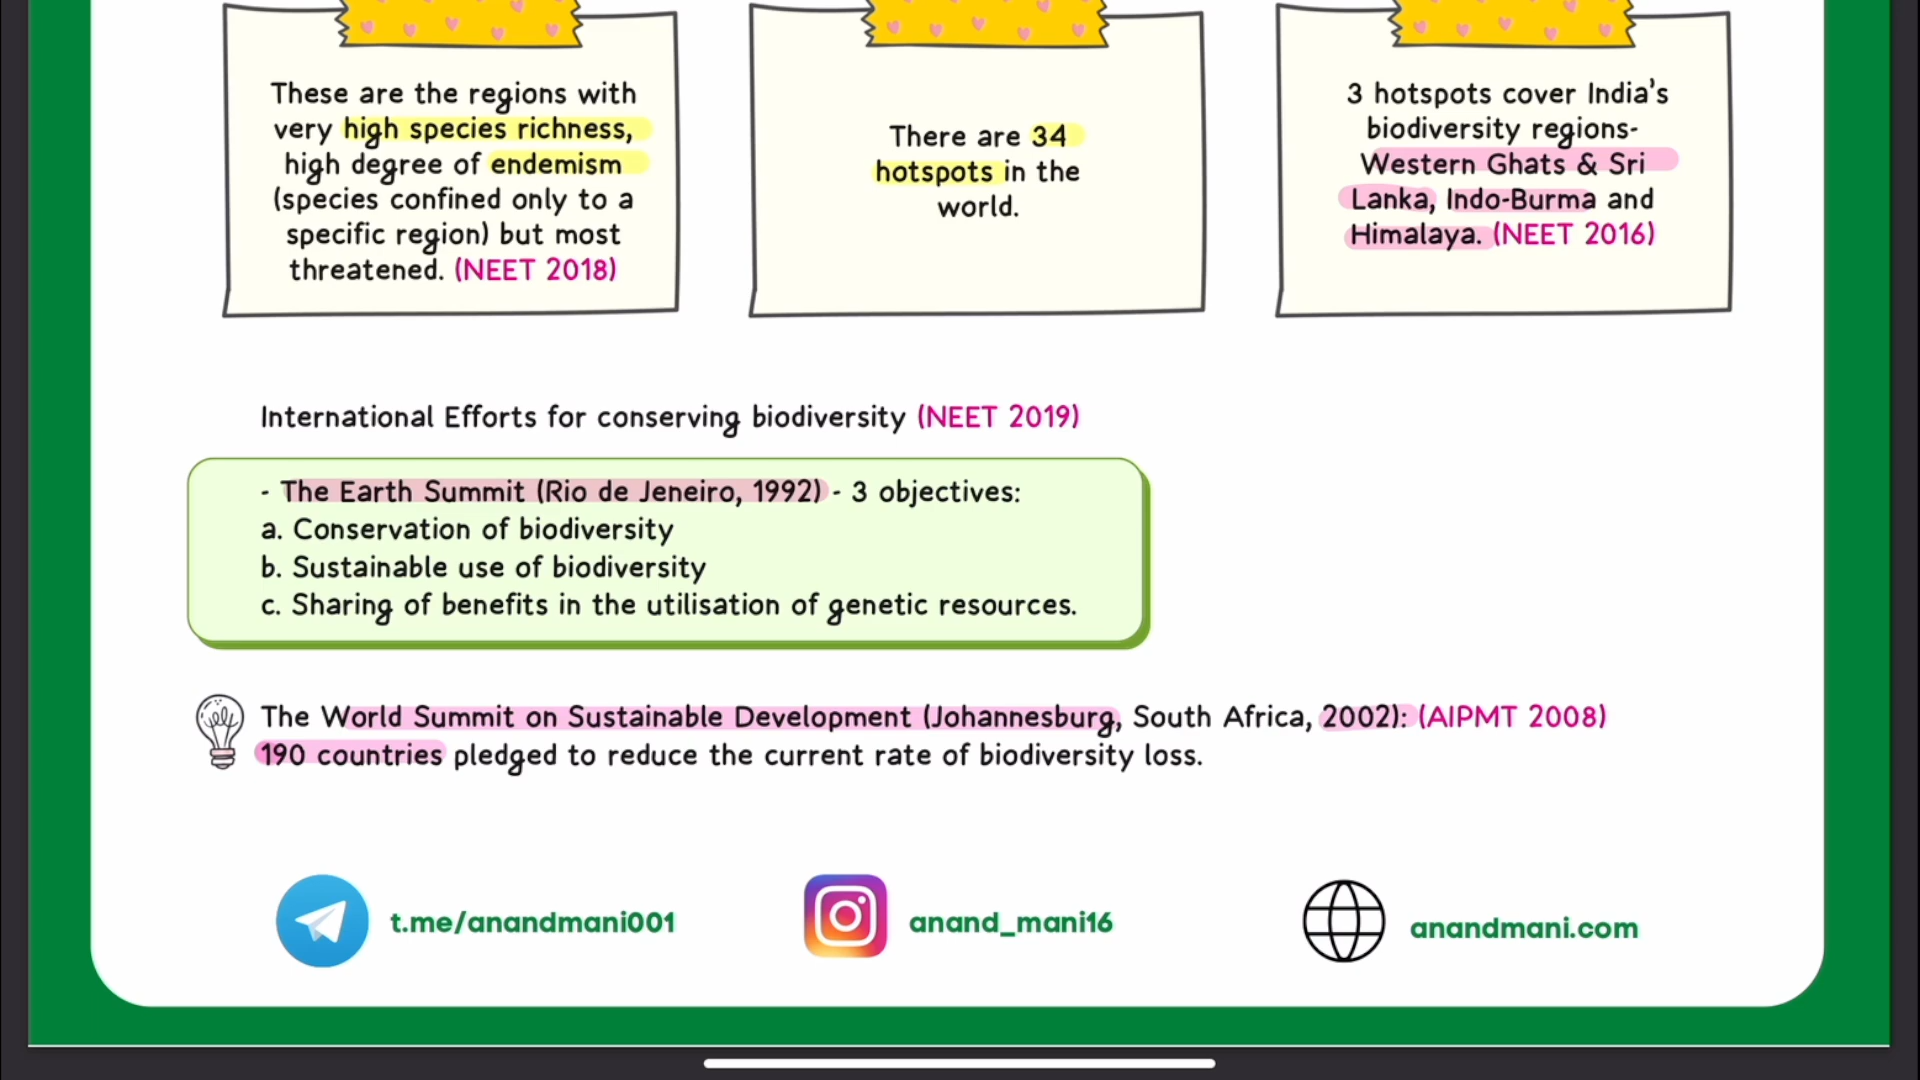 These are the regions with
very high species richness,
high degree of endemism
(species confined only to a
specific region) but most
threatened. (NEET 2018)
There are 34
hotspots in the
world.
3 hotspots cover India's
biodiversity regions-
Western Ghats & Sri
Lanka, Indo-Burma and
Himalaya. (NEET 2016)
International Efforts for conserving biodiversity (NEET 2019)
- The Earth Summit (Rio de Jeneiro, 1992) - 3 objectives:
a. Conservation of biodiversity
b. Sustainable use of biodiversity
c. Sharing of benefits in the utilisation of genetic resources.
The World Summit on Sustainable Development (Johannesburg, South Africa, 2002): (AIPMT 2008)
190 countries pledged to reduce the current rate of biodiversity loss.
t.me/anandmani001
anand_mani16
anandmani.com